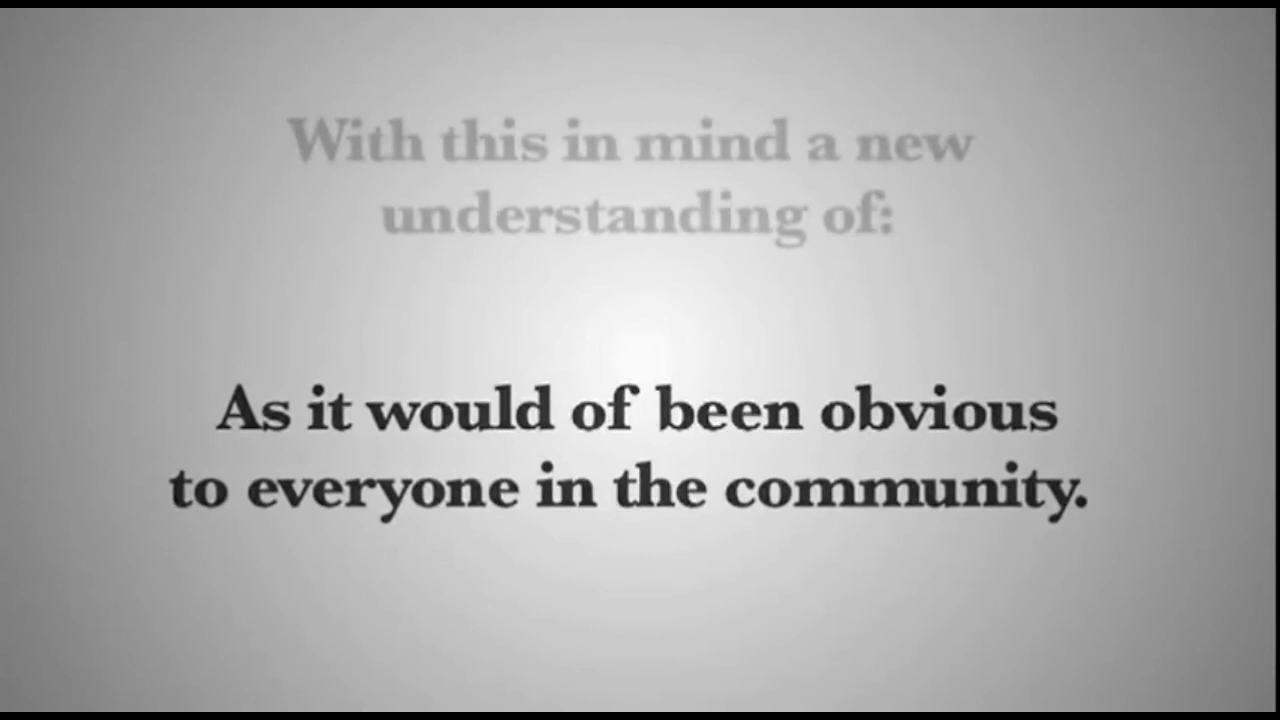 With this in mind a new
understanding of:
As it would of been obvious
to everyone in the community.